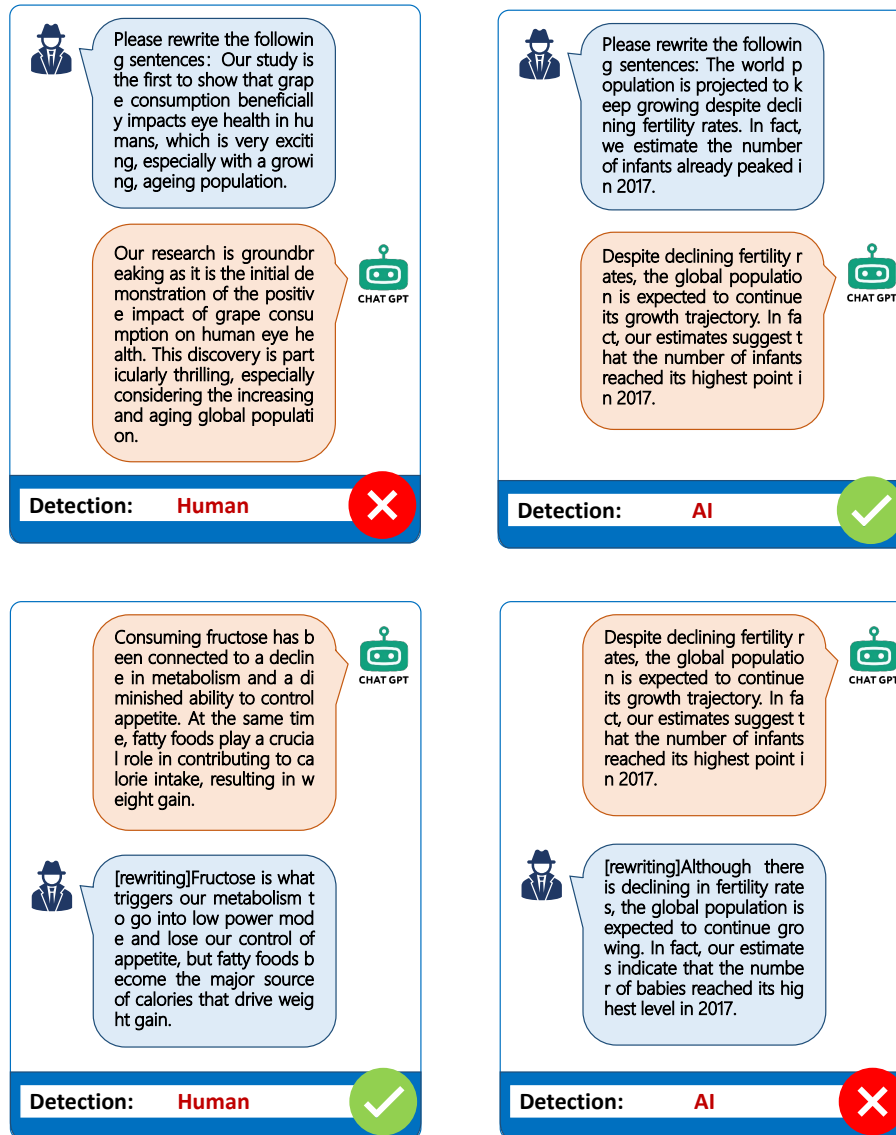 Please rewrite the followin
g sentences: Our study is
the first to show that grap
e consumption beneficiall
y impacts eye health in hu
mans, which is very exciti
ng, especially with a growi
ng, ageing population.
Our research is groundbr
eaking as it is the initial de
monstration of the positiv
e impact of grape consu
mption on human eye he
alth. This discovery is part
icularly thrilling, especially
considering the increasing
and aging global populati
on.
CHAT GPT
Detection: Human
Please rewrite the followin
g sentences: The world p
opulation is projected to k
eep growing despite decli
ning fertility rates. In fact,
we estimate the number
of infants already peaked i
n 2017.
Despite declining fertility r
ates, the global populatio
n is expected to continue
its growth trajectory. In fa
ct, our estimates suggest t
hat the number of infants
reached its highest point i
n 2017.
CHAT GPT
Detection: AI
Consuming fructose has b
een connected to a declin
e in metabolism and a di
minished ability to control
appetite. At the same tim
e, fatty foods play a crucia
l role in contributing to ca
lorie intake, resulting in w
eight gain.
CHAT GPT
[rewriting]Fructose is what
triggers our metabolism t
o go into low power mod
e and lose our control of
appetite, but fatty foods b
ecome the major source
of calories that drive weig
ht gain.
Detection: Human
Despite declining fertility r
ates, the global populatio
n is expected to continue
its growth trajectory. In fa
ct, our estimates suggest t
hat the number of infants
reached its highest point i
n 2017.
CHAT GPT
[rewriting]Although there
is declining in fertility rate
s, the global population is
expected to continue gro
wing. In fact, our estimate
s indicate that the numbe
r of babies reached its hig
hest level in 2017.
Detection: AI